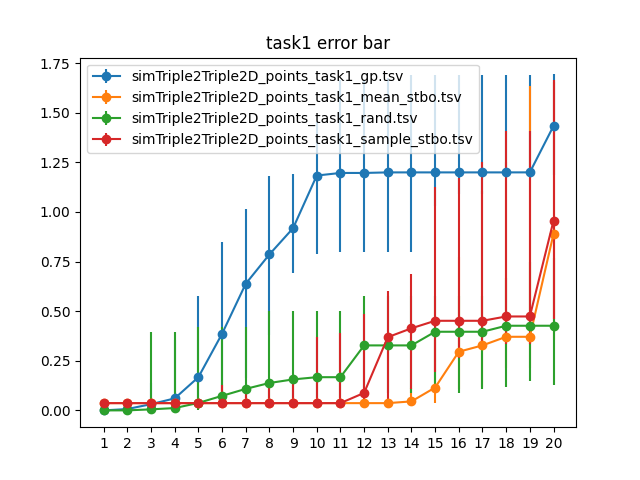 task1 error bar
1.75
1.50
1.25
1.00
0.75
0.50
0.25
0.00
simTriple2Triple2D_points_task1_gp.tsv
simTriple2Triple2D_points_task1_mean_stbo.tsv
simTriple2Triple2D_points_task1_rand.tsv
simTriple2Triple2D_points_task1_sample_stbo.tsv
1 2 3 4 5 6 7 8 9 10 11 12 13 14 15 16 17 18 19 20